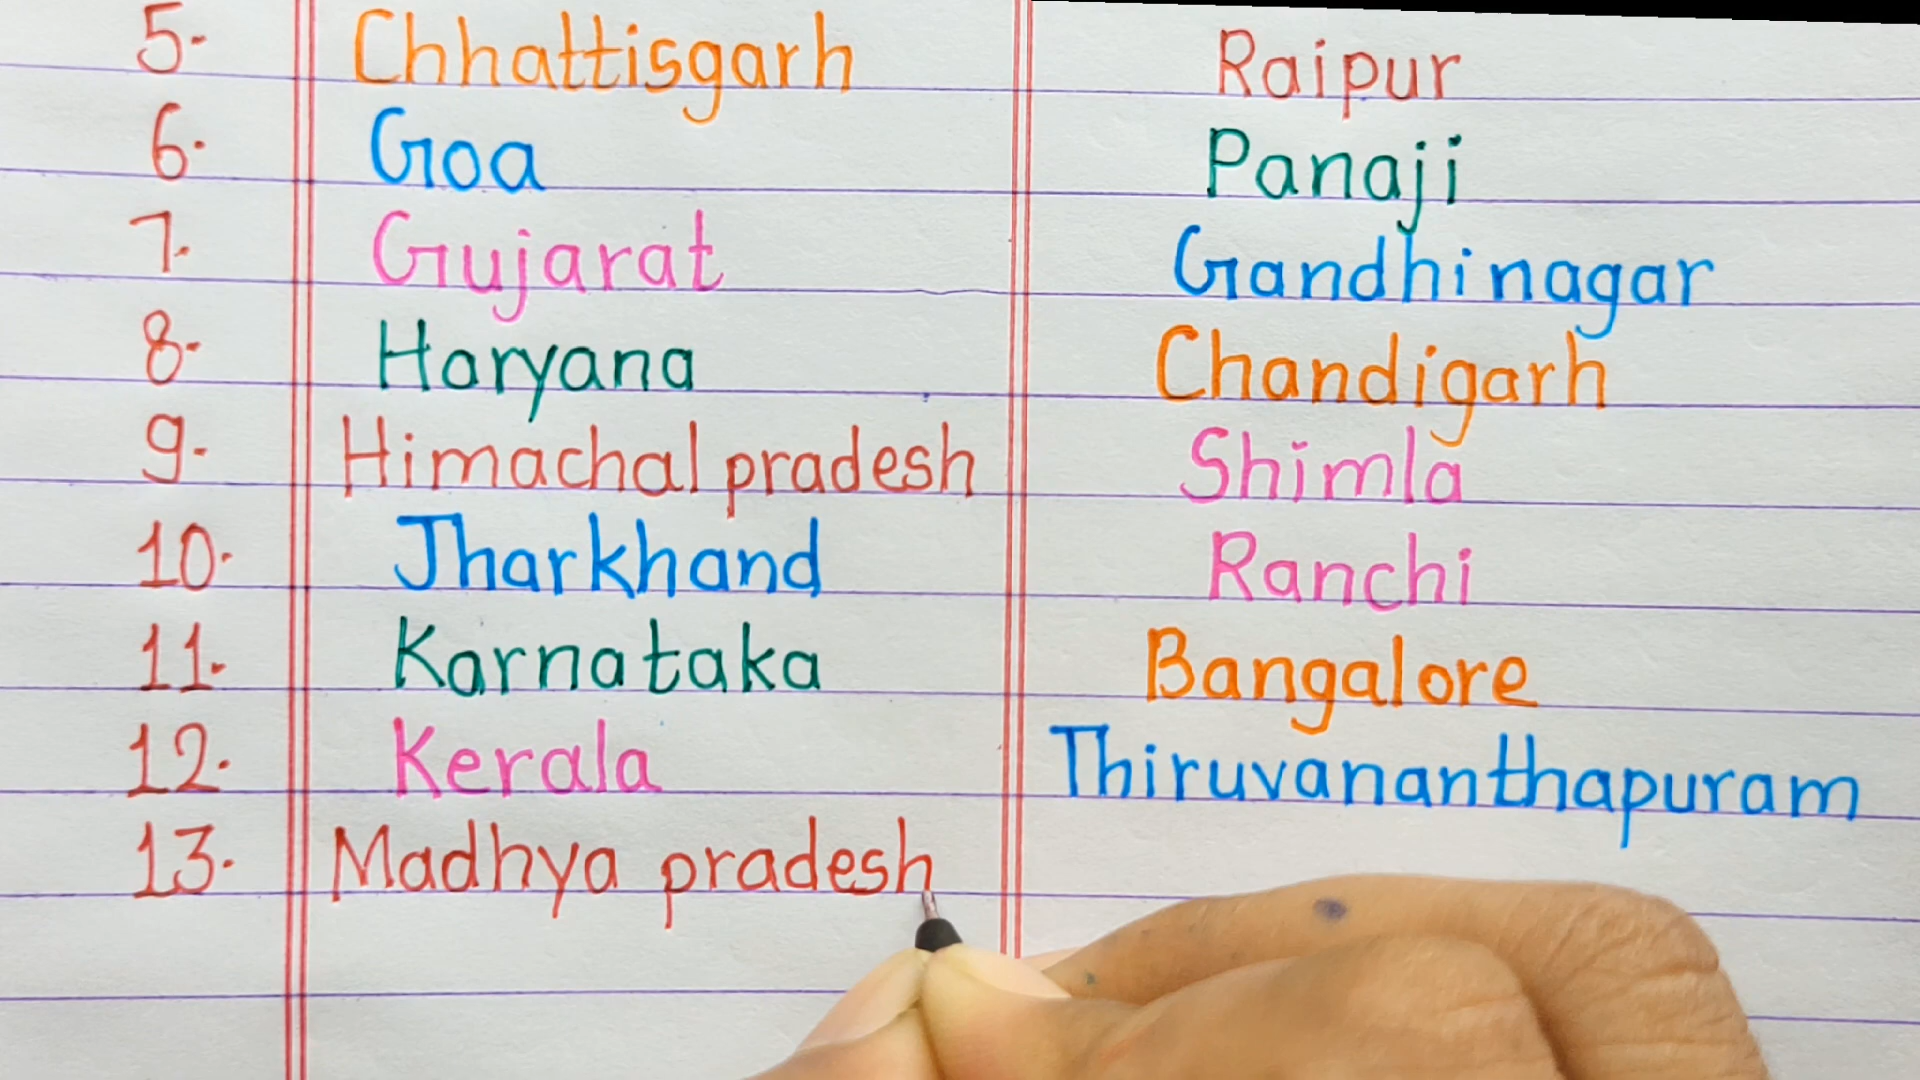 5. Chhattisgarh Raipur
6. Goa Panaji
7. Gujarat Gandhinagar
8. Haryana Chandigarh
9. Himachal pradesh Shimla
10. Jharkhand Ranchi
11. Karnataka Bangalore
12. Kerala Thiruvananthapuram
13. Madhya pradesh